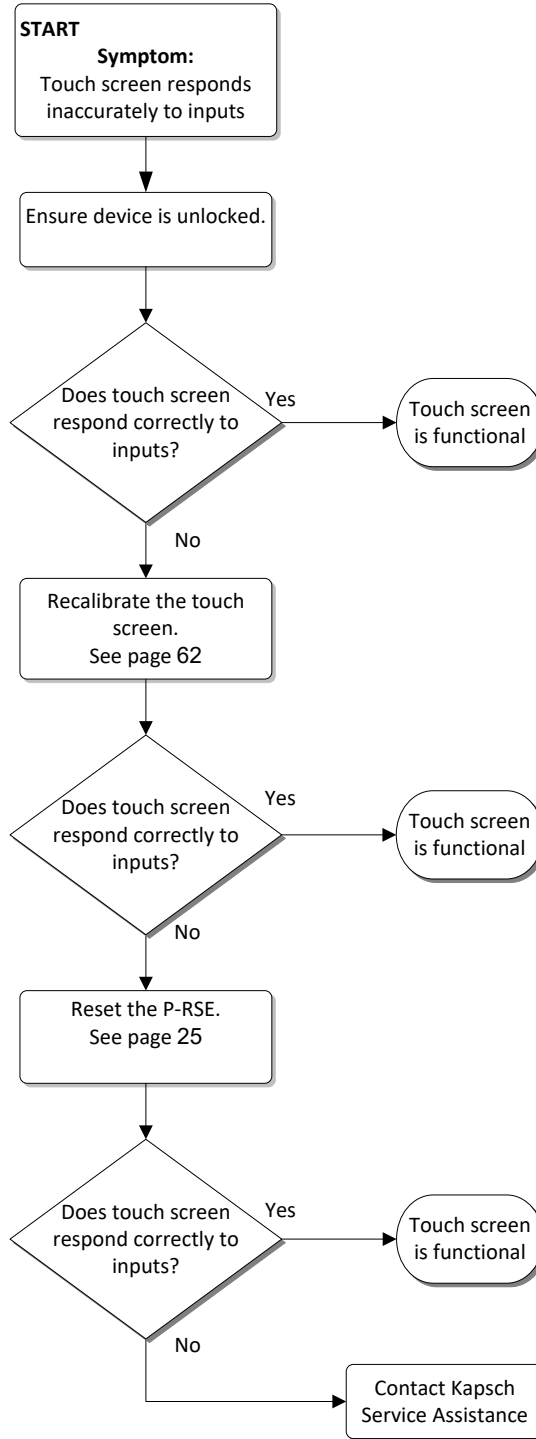 START
Symptom:
Touch screen responds
inaccurately to inputs
Ensure device is unlocked.
Does touch screen
respond correctly to
inputs?
Yes
Touch screen
is functional
No
Recalibrate the touch
screen.
See page 62
Does touch screen
respond correctly to
inputs?
Yes
Touch screen
is functional
No
Reset the P-RSE.
See page 25
Does touch screen
respond correctly to
inputs?
Yes
Touch screen
is functional
No
Contact Kapsch
Service Assistance